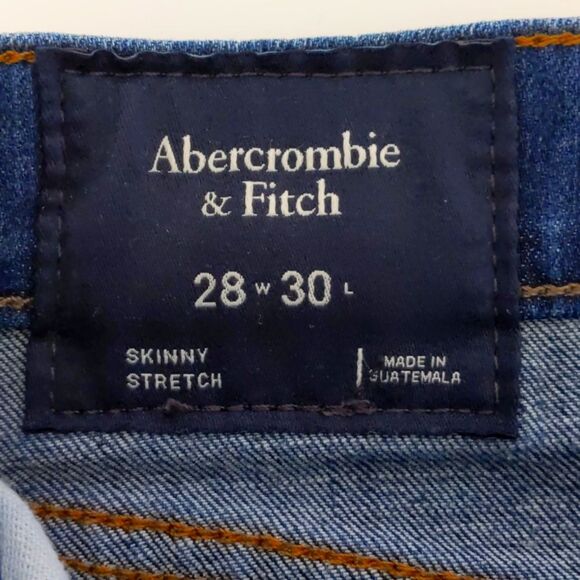 Abercrombie
& Fitch
28 W 30 L
SKINNY
STRETCH
MADE IN
GUATEMALA